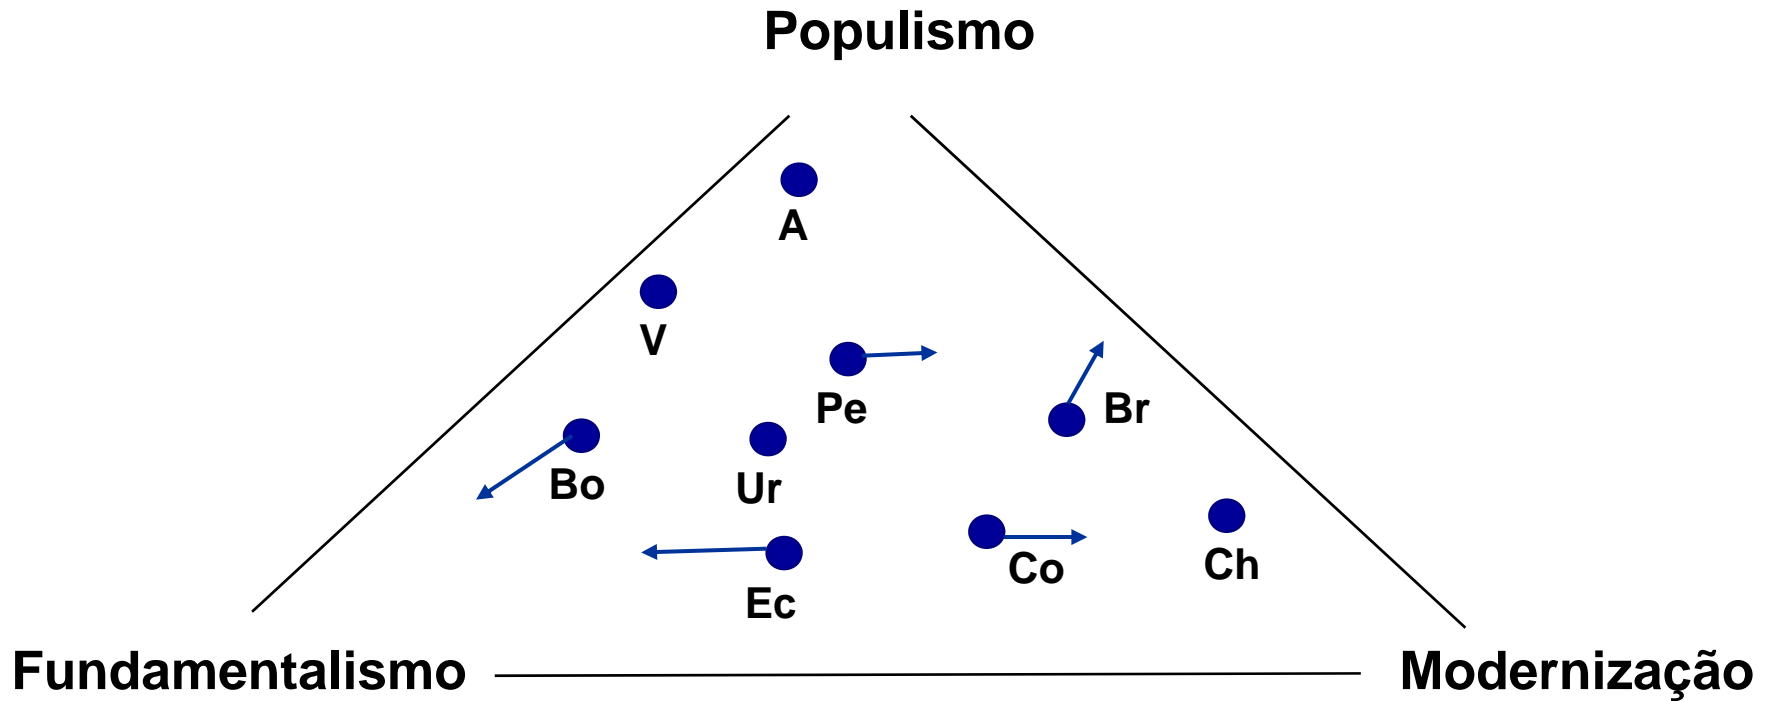 Populismo
A
V
Pe
Br
Bo
Ur
Co
Ch
Ec
Fundamentalismo
Modernização